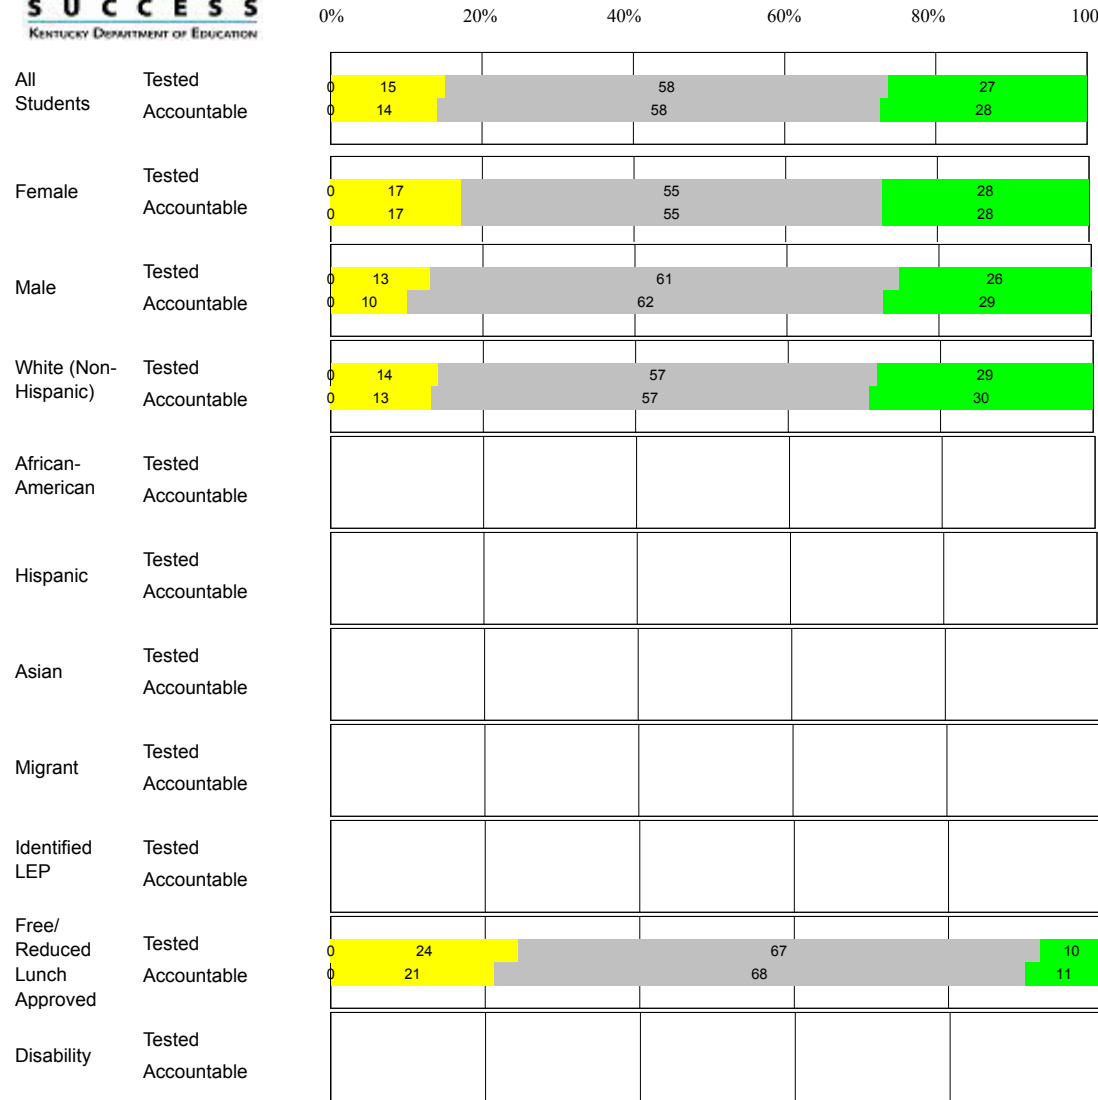 SUCCESS
KENTUCKY DEPARTMENT OF EDUCATION
0% 20% 40% 60% 80% 100
All Students
Tested 0 15 58 27
Accountable 0 14 58 28
Female
Tested 0 17 55 28
Accountable 0 17 55 28
Male
Tested 0 13 61 26
Accountable 0 10 62 29
White (Non-
Hispanic)
Tested 0 14 57 29
Accountable 0 13 57 30
African-
American
Tested
Accountable
Hispanic
Tested
Accountable
Asian
Tested
Accountable
Migrant
Tested
Accountable
Identified
LEP
Tested
Accountable
Free/
Reduced
Lunch
Approved
Tested 0 24 67 10
Accountable 0 21 68 11
Disability
Tested
Accountable